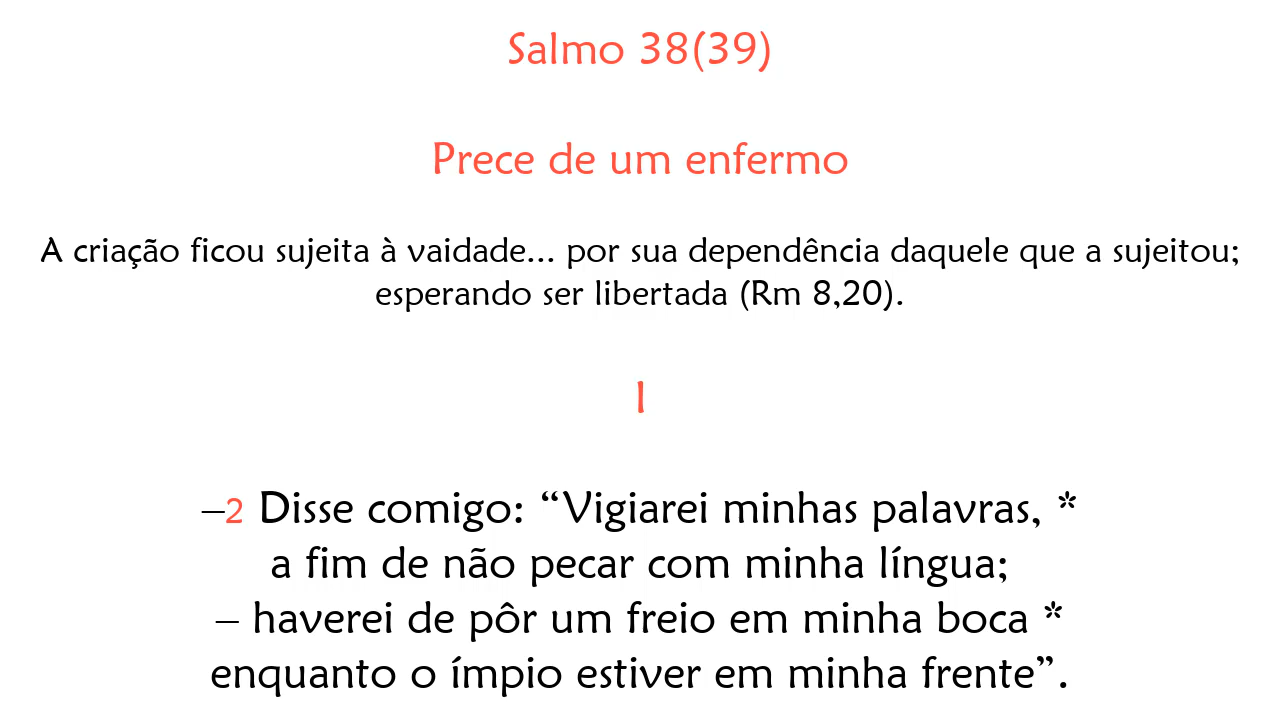 Salmo 38(39)
Prece de um enfermo
A criação ficou sujeita à vaidade... por sua dependência daquele que a sujeitou;
esperando ser libertada (Rm 8,20).
I
–2 Disse comigo: “Vigiarei minhas palavras, *
a fim de não pecar com minha língua;
– haverei de pôr um freio em minha boca *
enquanto o ímpio estiver em minha frente”.